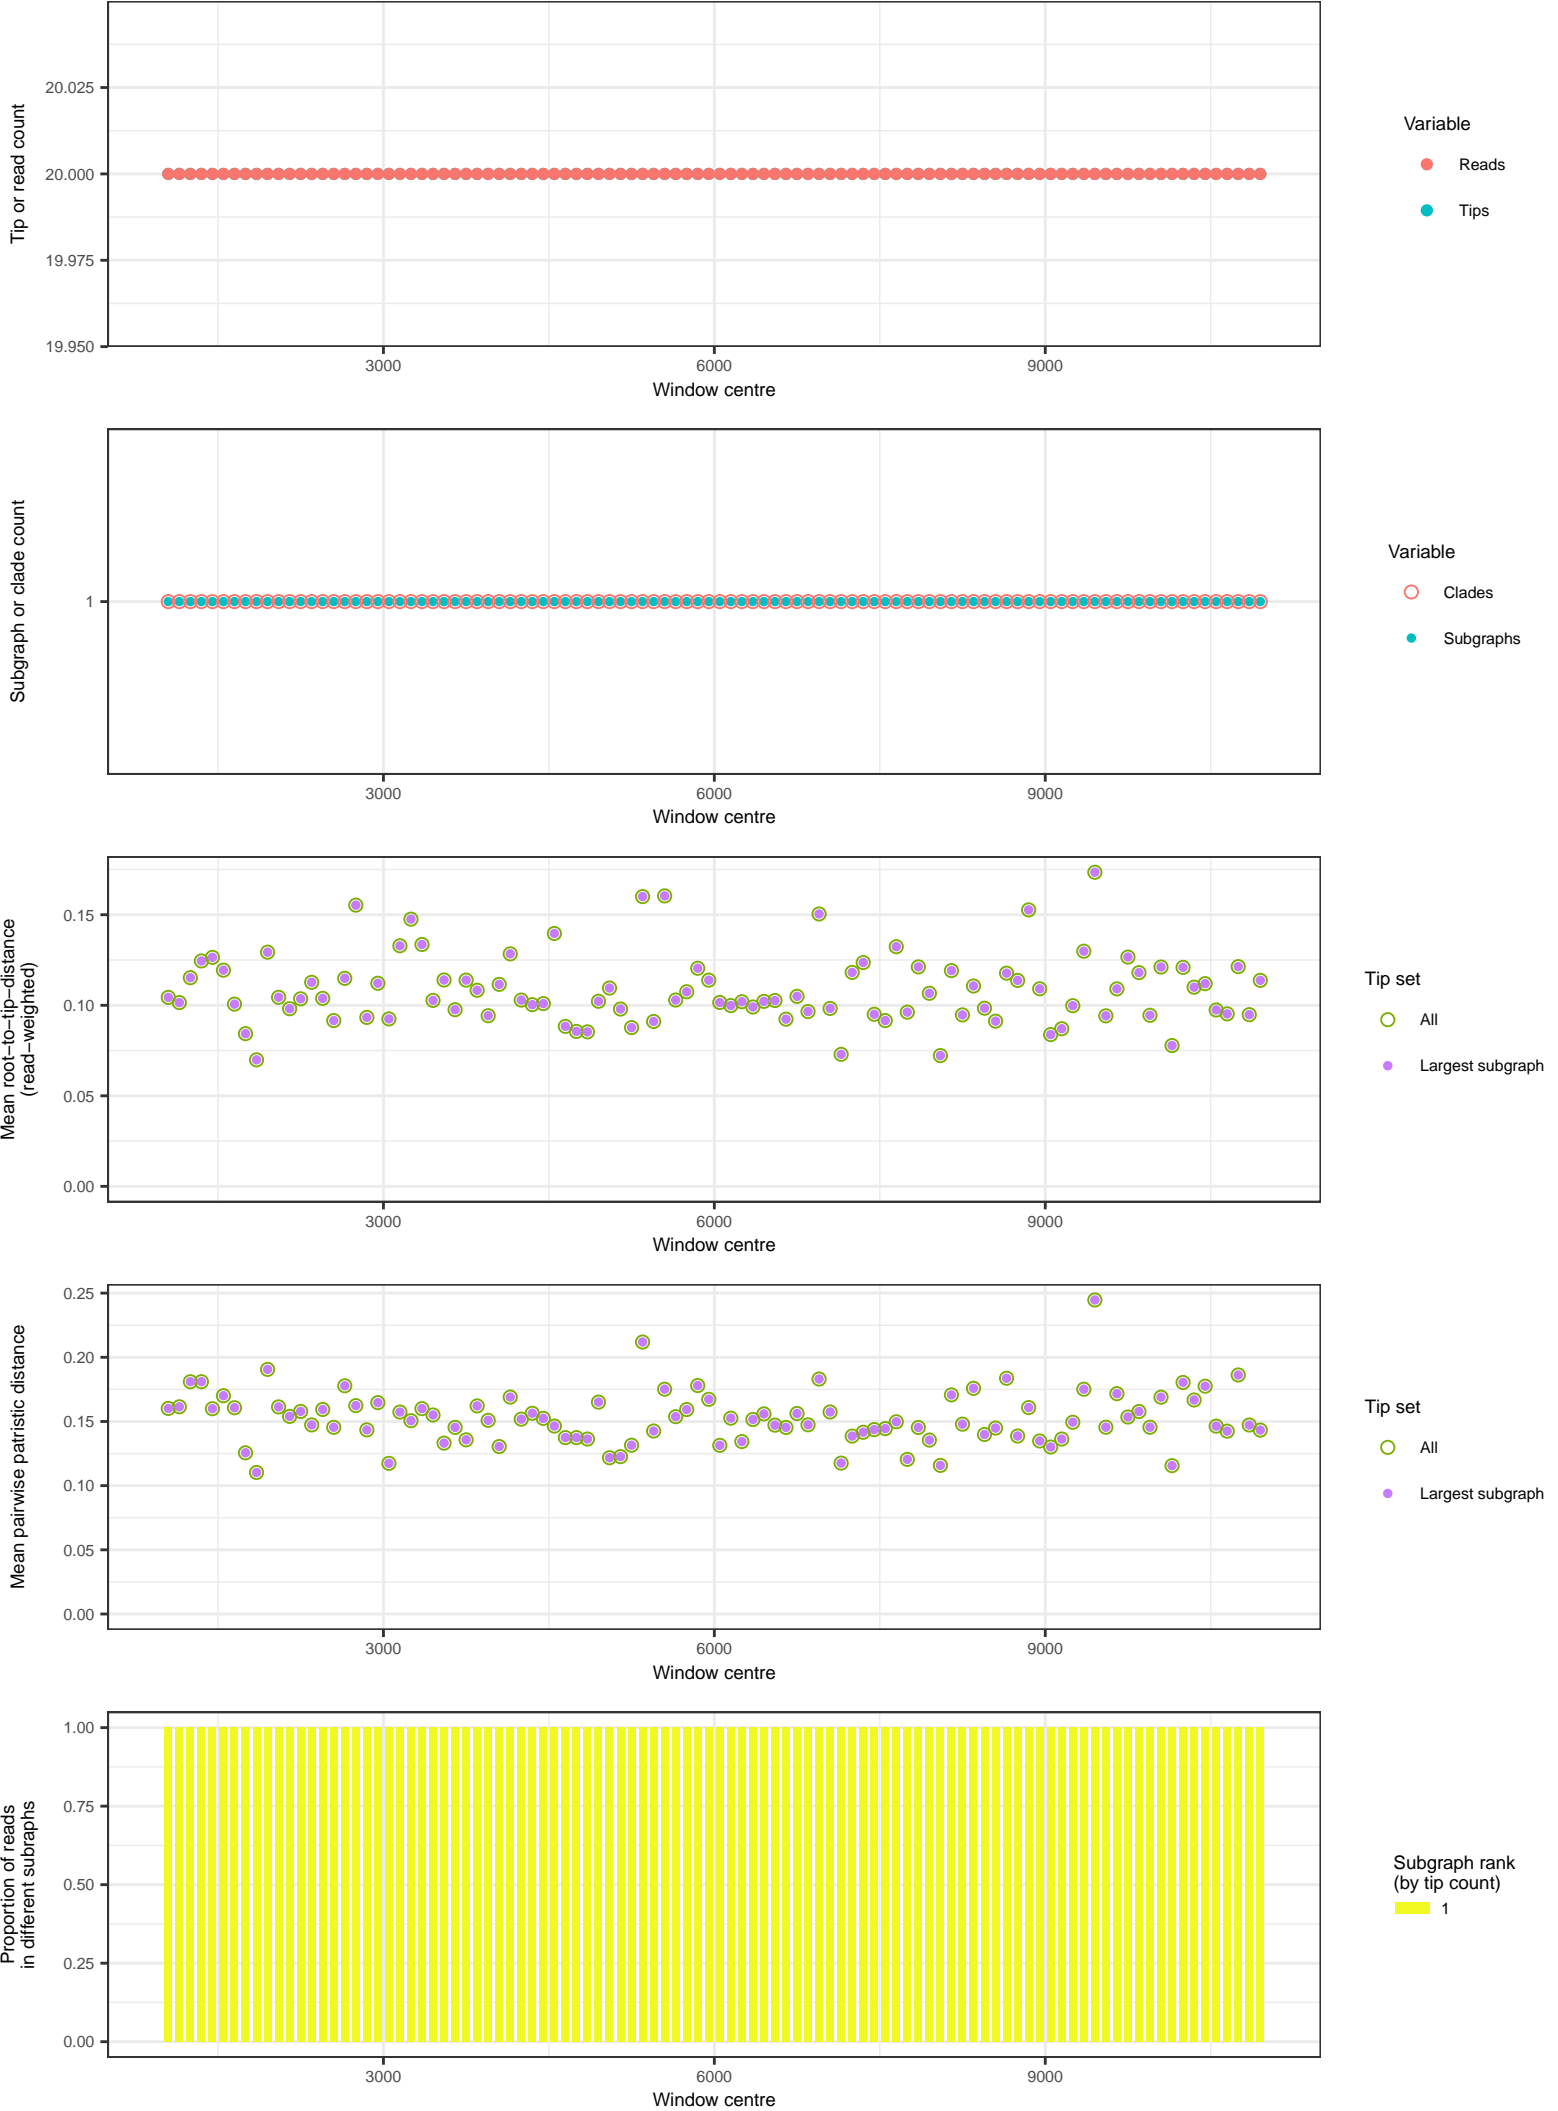 Tip or read count
20.025
20.000
19.975
19.950
3000 6000 9000
Window centre
Variable
Reads
Tips
Subgraph or clade count
1
3000 6000 9000
Window centre
Variable
Clades
Subgraphs
Mean root−to−tip−distance
(read−weighted)
0.15
0.10
0.05
0.00
3000 6000 9000
Window centre
Tip set
All
Largest subgraph
Mean pairwise patristic distance
0.25
0.20
0.15
0.10
0.05
0.00
3000 6000 9000
Window centre
Tip set
All
Largest subgraph
Proportion of reads
in different subraphs
1.00
0.75
0.50
0.25
0.00
3000 6000 9000
Window centre
Subgraph rank
(by tip count)
1